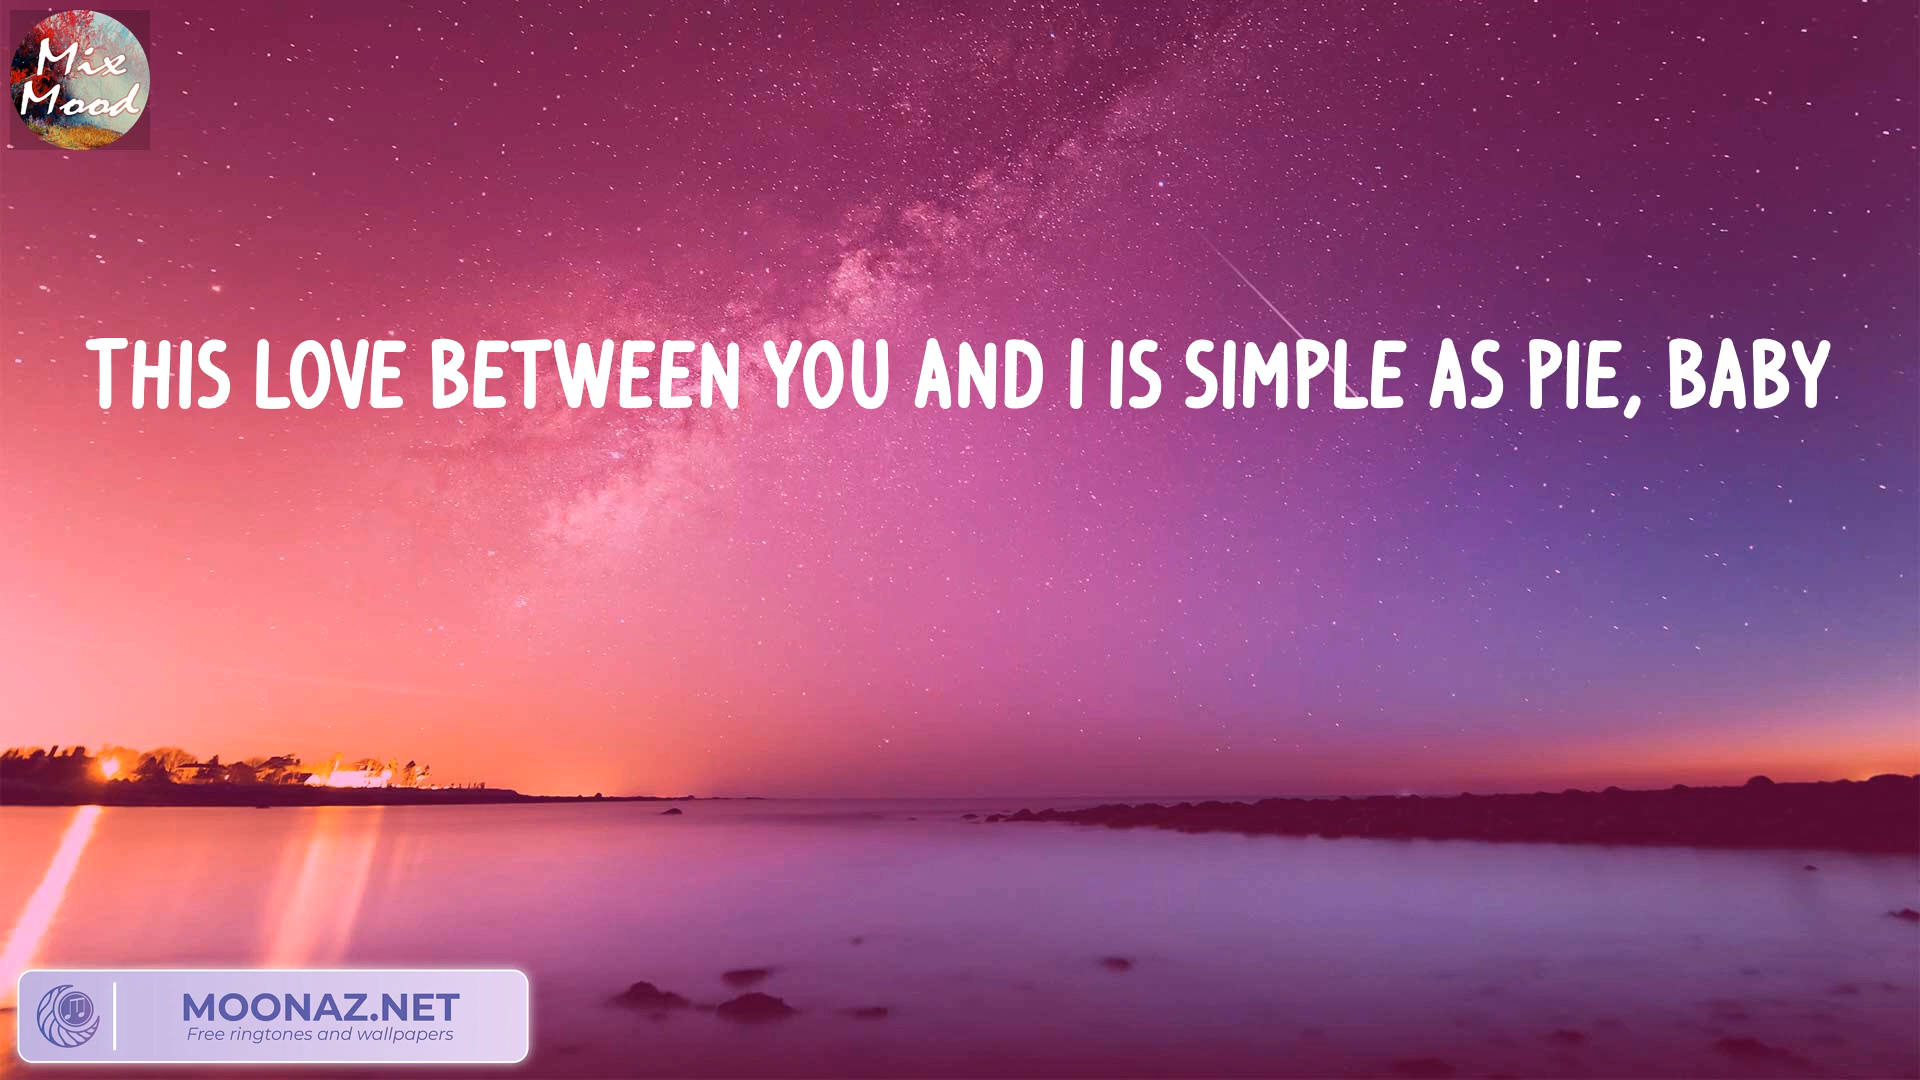 Mix
Mood
THIS LOVE BETWEEN YOU AND I IS SIMPLE AS PIE, BABY
MOONAZ.NET
Free ringtones and wallpapers